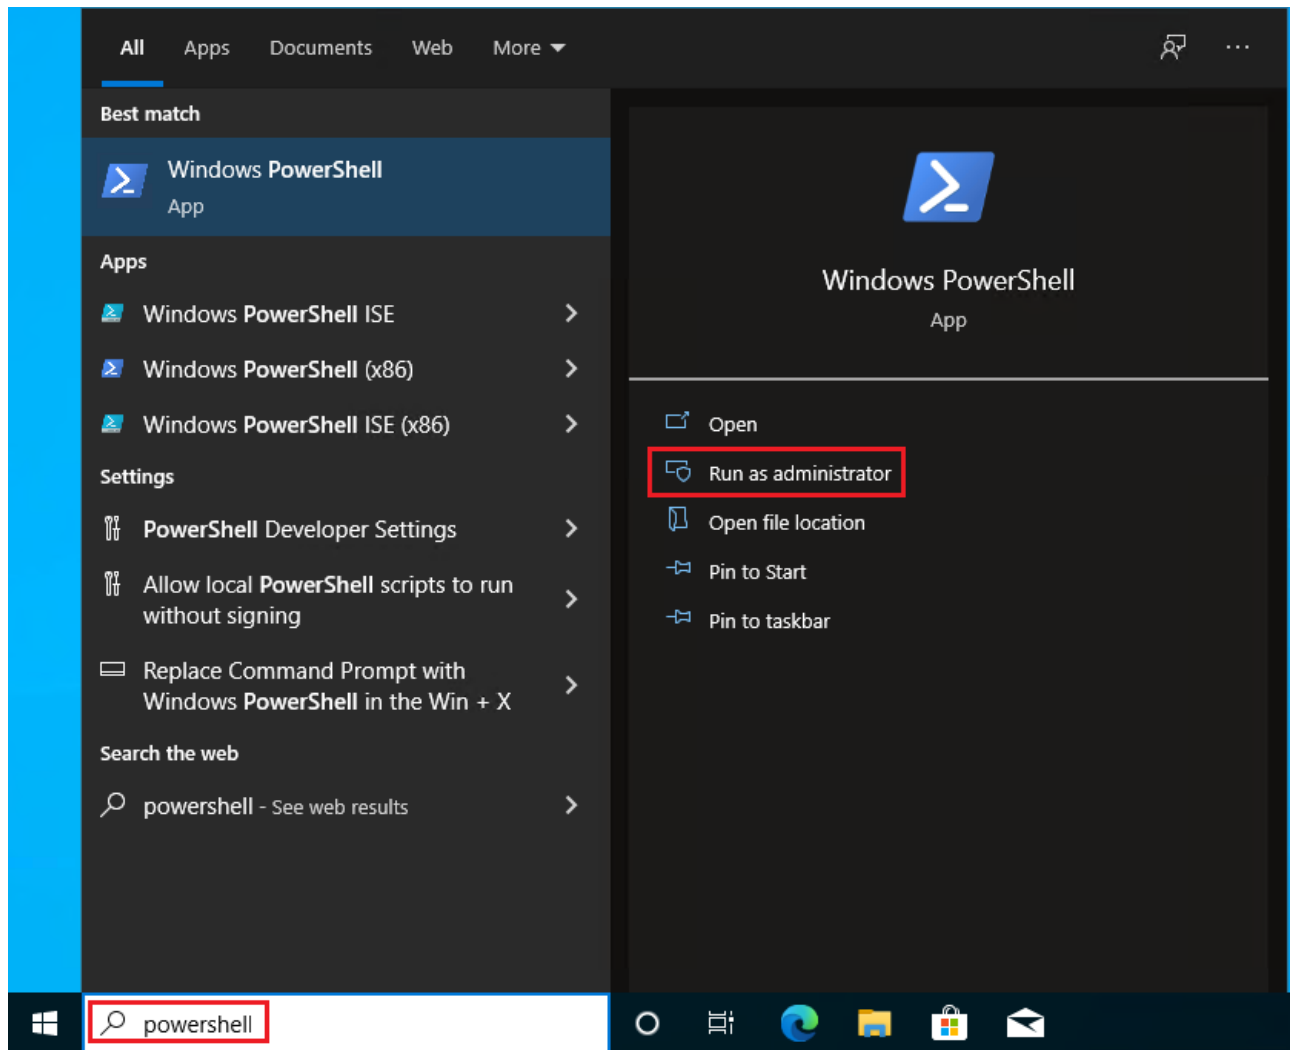 All Apps Documents Web More
Best match
Windows PowerShell
App
Apps
Windows PowerShell ISE
Windows PowerShell (x86)
Windows PowerShell ISE (x86)
Settings
PowerShell Developer Settings
Allow local PowerShell scripts to run
without signing
Replace Command Prompt with
Windows PowerShell in the Win + X
Search the web
powershell - See web results
Windows PowerShell
App
Open
Run as administrator
Open file location
Pin to Start
Pin to taskbar
powershell